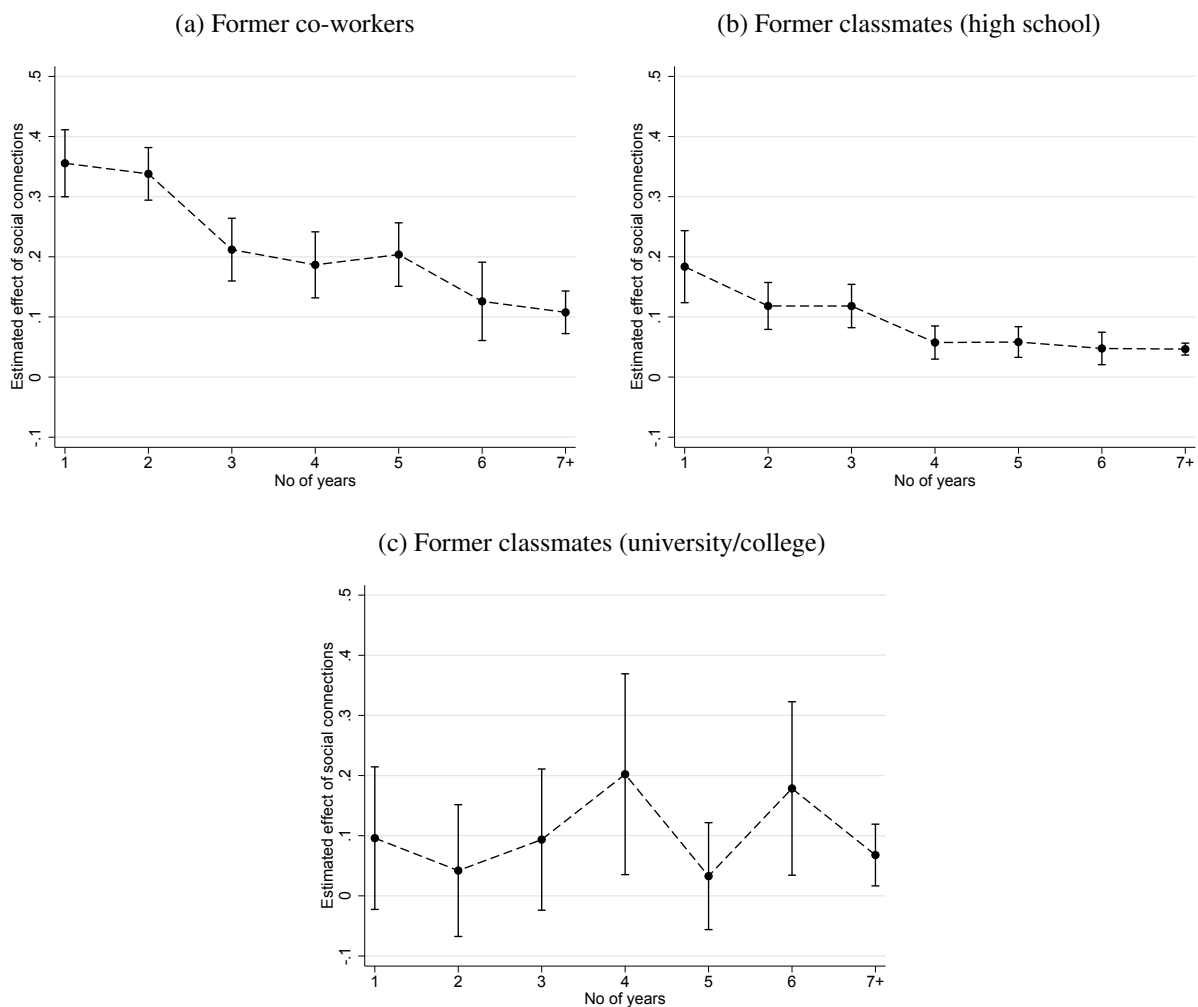 (a) Former co-workers
Estimated effect of social connections
.5
.4
.3
.2
.1
0
-.1
1 2 3 4 5 6 7+
No of years
(b) Former classmates (high school)
Estimated effect of social connections
.5
.4
.3
.2
.1
0
-.1
1 2 3 4 5 6 7+
No of years
(c) Former classmates (university/college)
Estimated effect of social connections
.5
.4
.3
.2
.1
0
-.1
1 2 3 4 5 6 7+
No of years